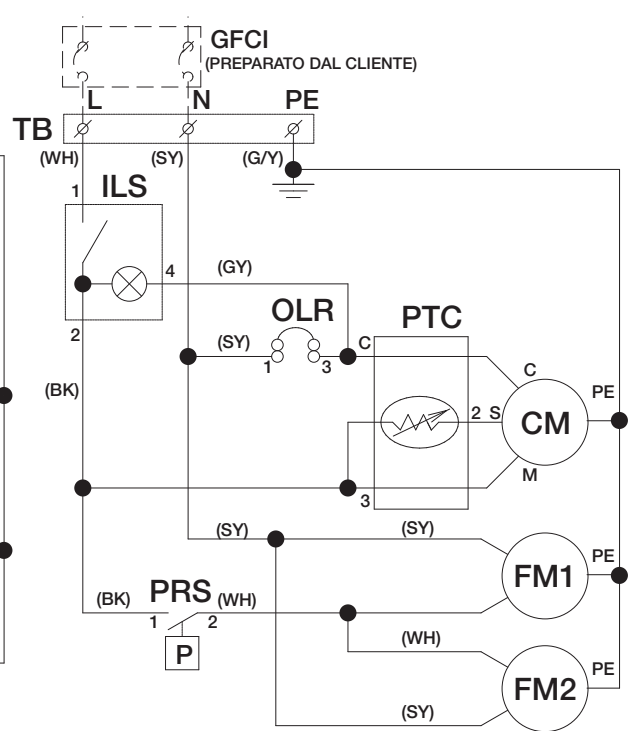 GFCI
(PREPARATO DAL CLIENTE)
L N PE
TB
(WH) (SY) (G/Y)
1 ILS
4 (GY)
2
OLR
(SY) 1 3
PTC
C
C
(BK)
2 S CM PE
M
3
(SY) (SY)
PE
FM1
PRS
(BK) 1 2 (WH)
P
(WH)
PE
FM2
(SY)